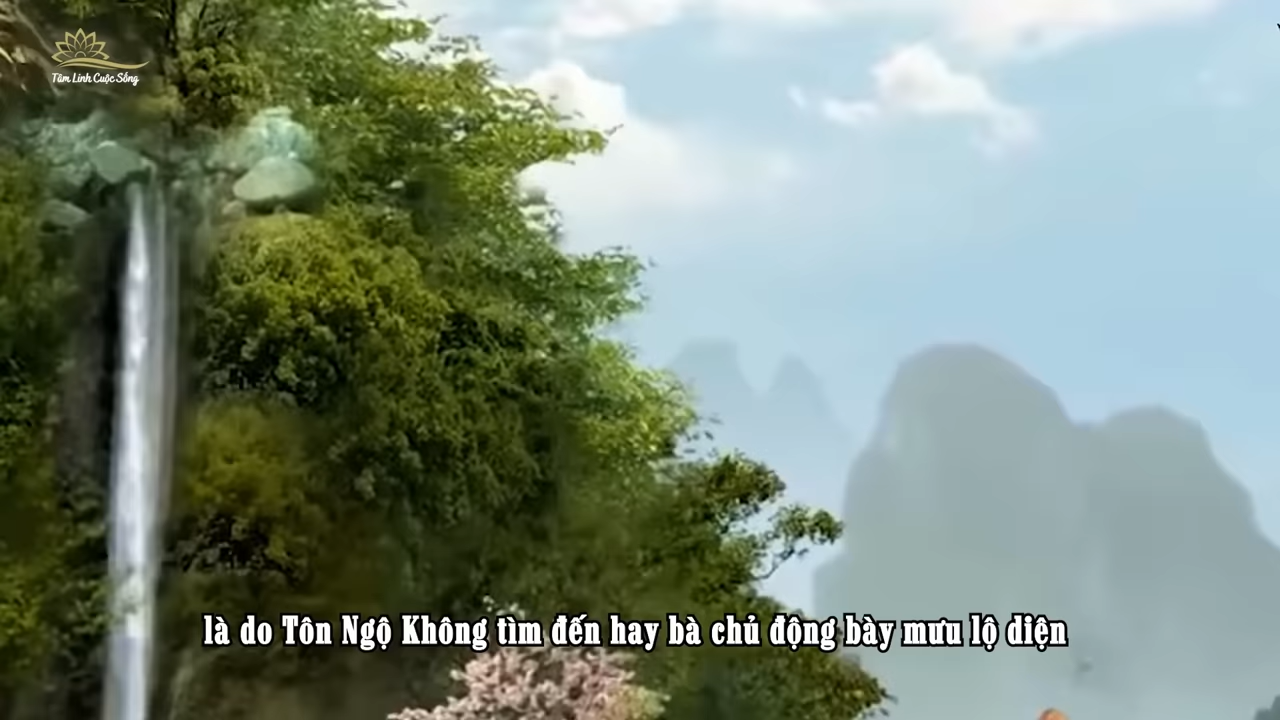 Tâm Linh Cuộc Sống
là do Tôn Ngộ Không tìm đến hay bà chủ động bày mưu lộ diện